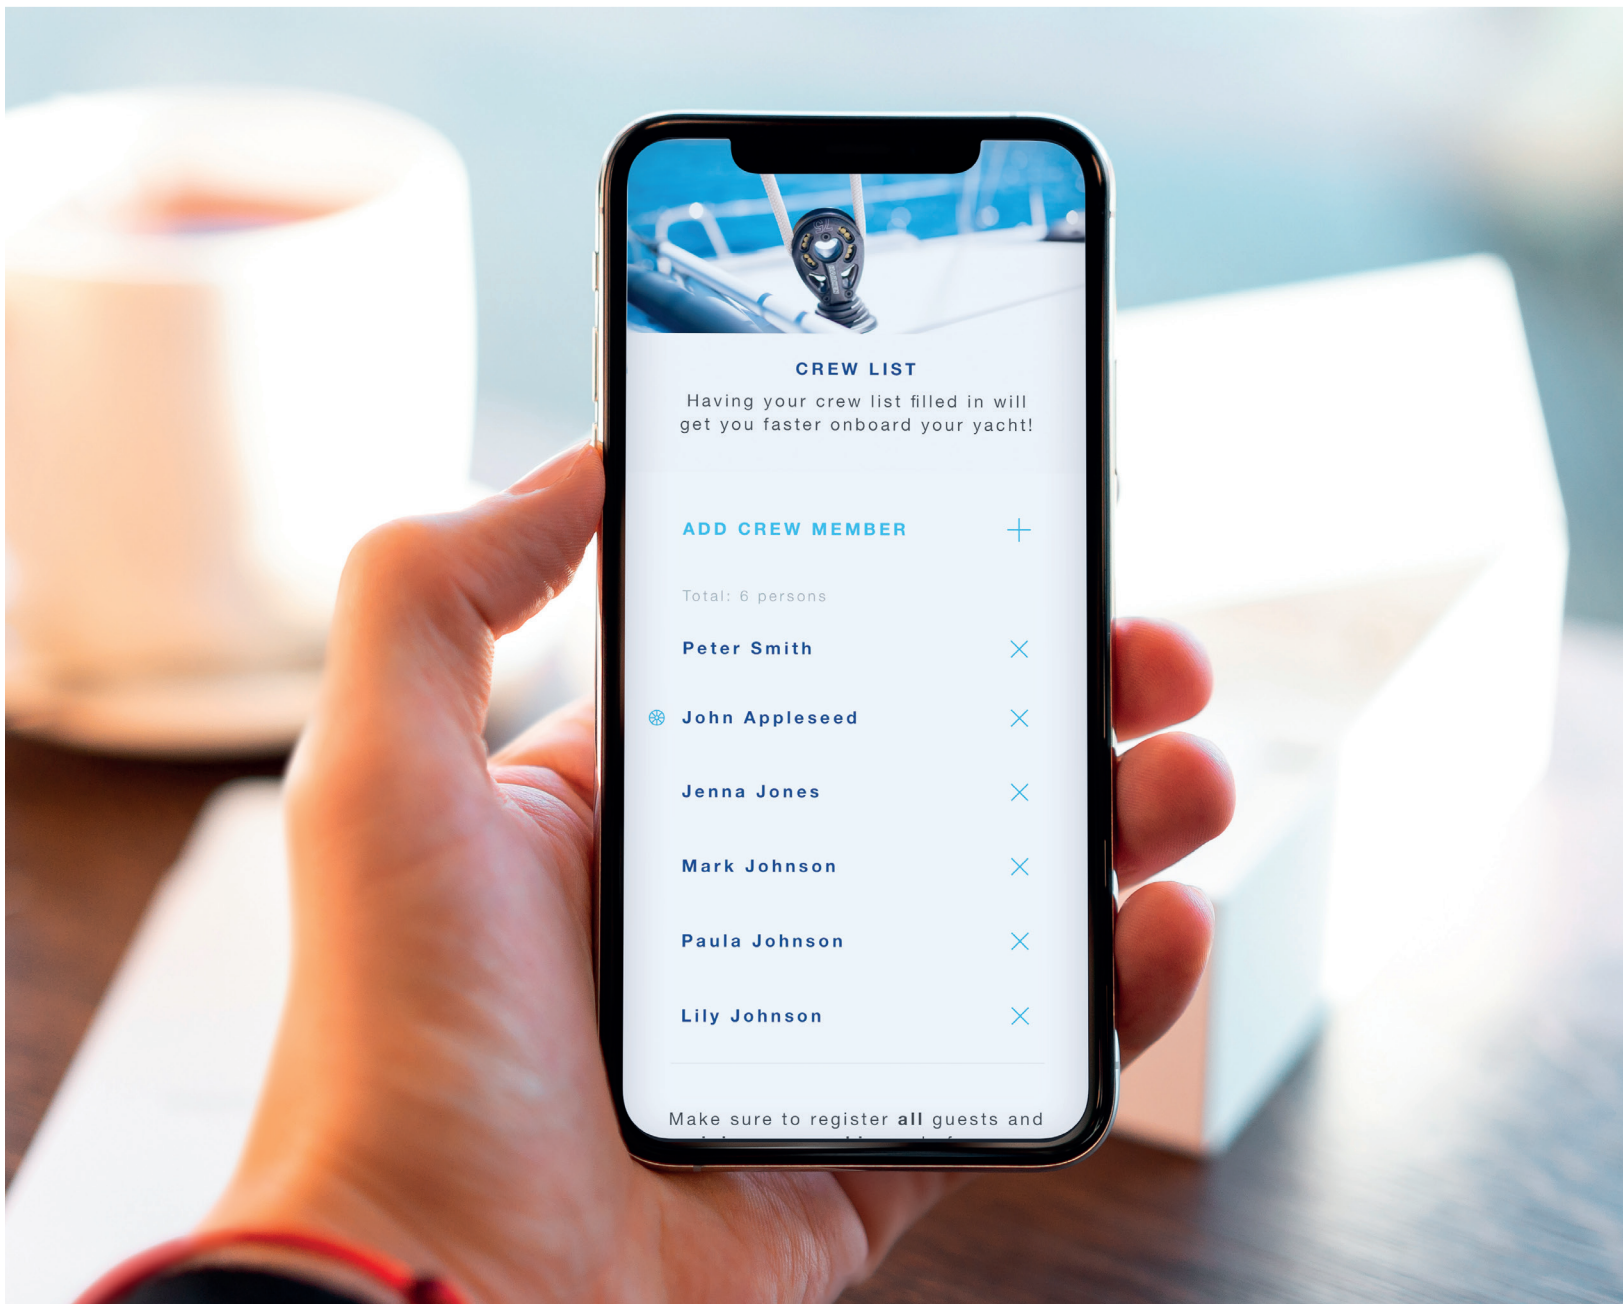 CREW LIST
Having your crew list filled in will
get you faster onboard your yacht!
ADD CREW MEMBER
Total: 6 persons
Peter Smith
John Appleseed
Jenna Jones
Mark Johnson
Paula Johnson
Lily Johnson
Make sure to register all guests and